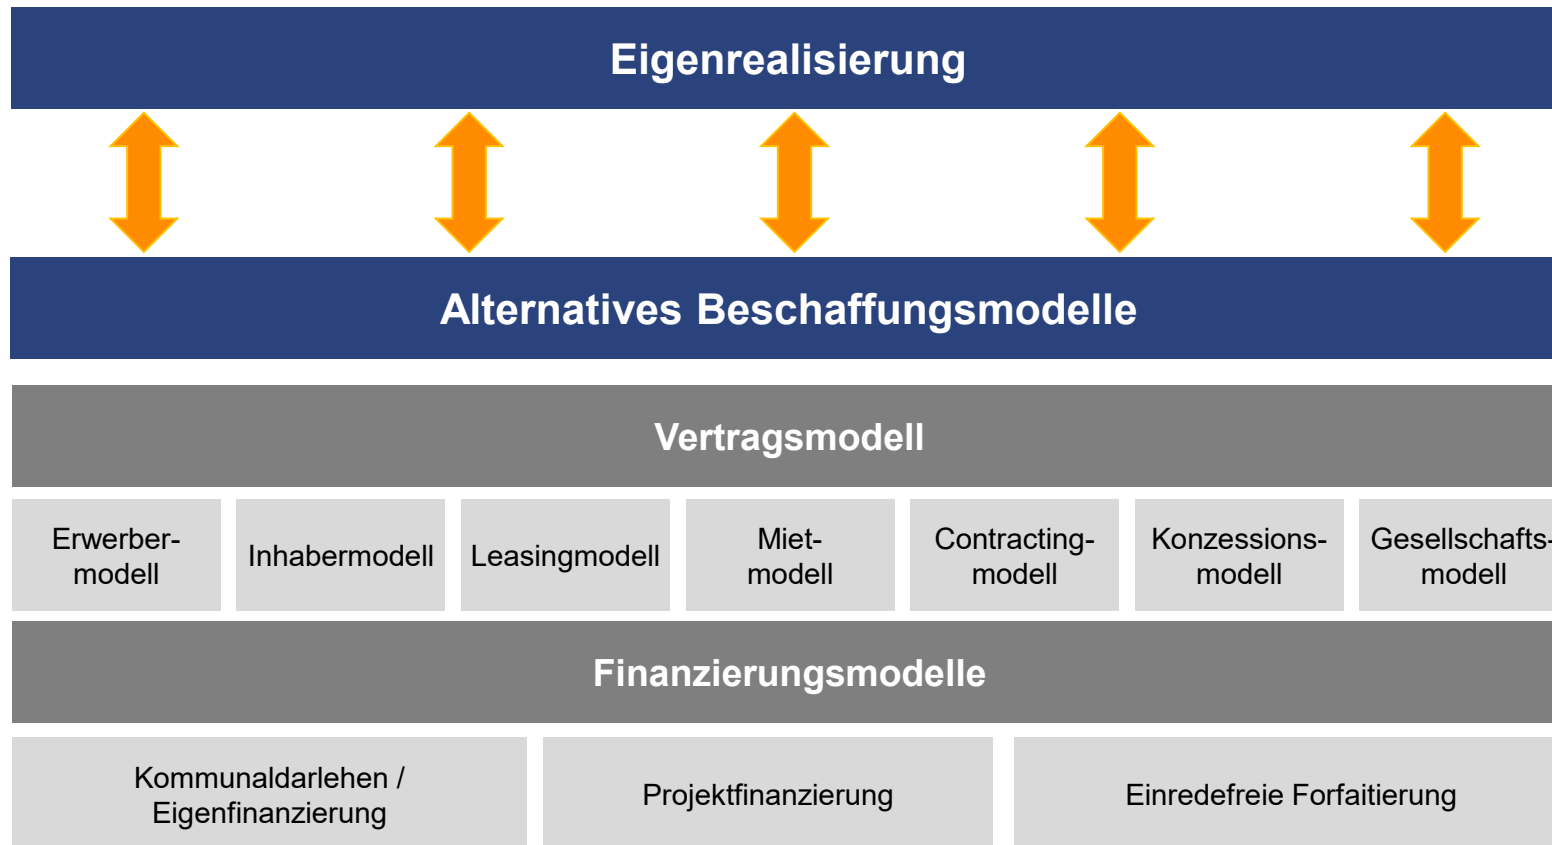 Eigenrealisierung
Alternatives Beschaffungsmodelle
Vertragsmodell
Erwerber-
modell
Inhabermodell
Leasingmodell
Miet-
modell
Contracting-
modell
Konzessions-
modell
Gesellschafts-
modell
Finanzierungsmodelle
Kommunaldarlehen /
Eigenfinanzierung
Projektfinanzierung
Einredefreie Forfaitierung